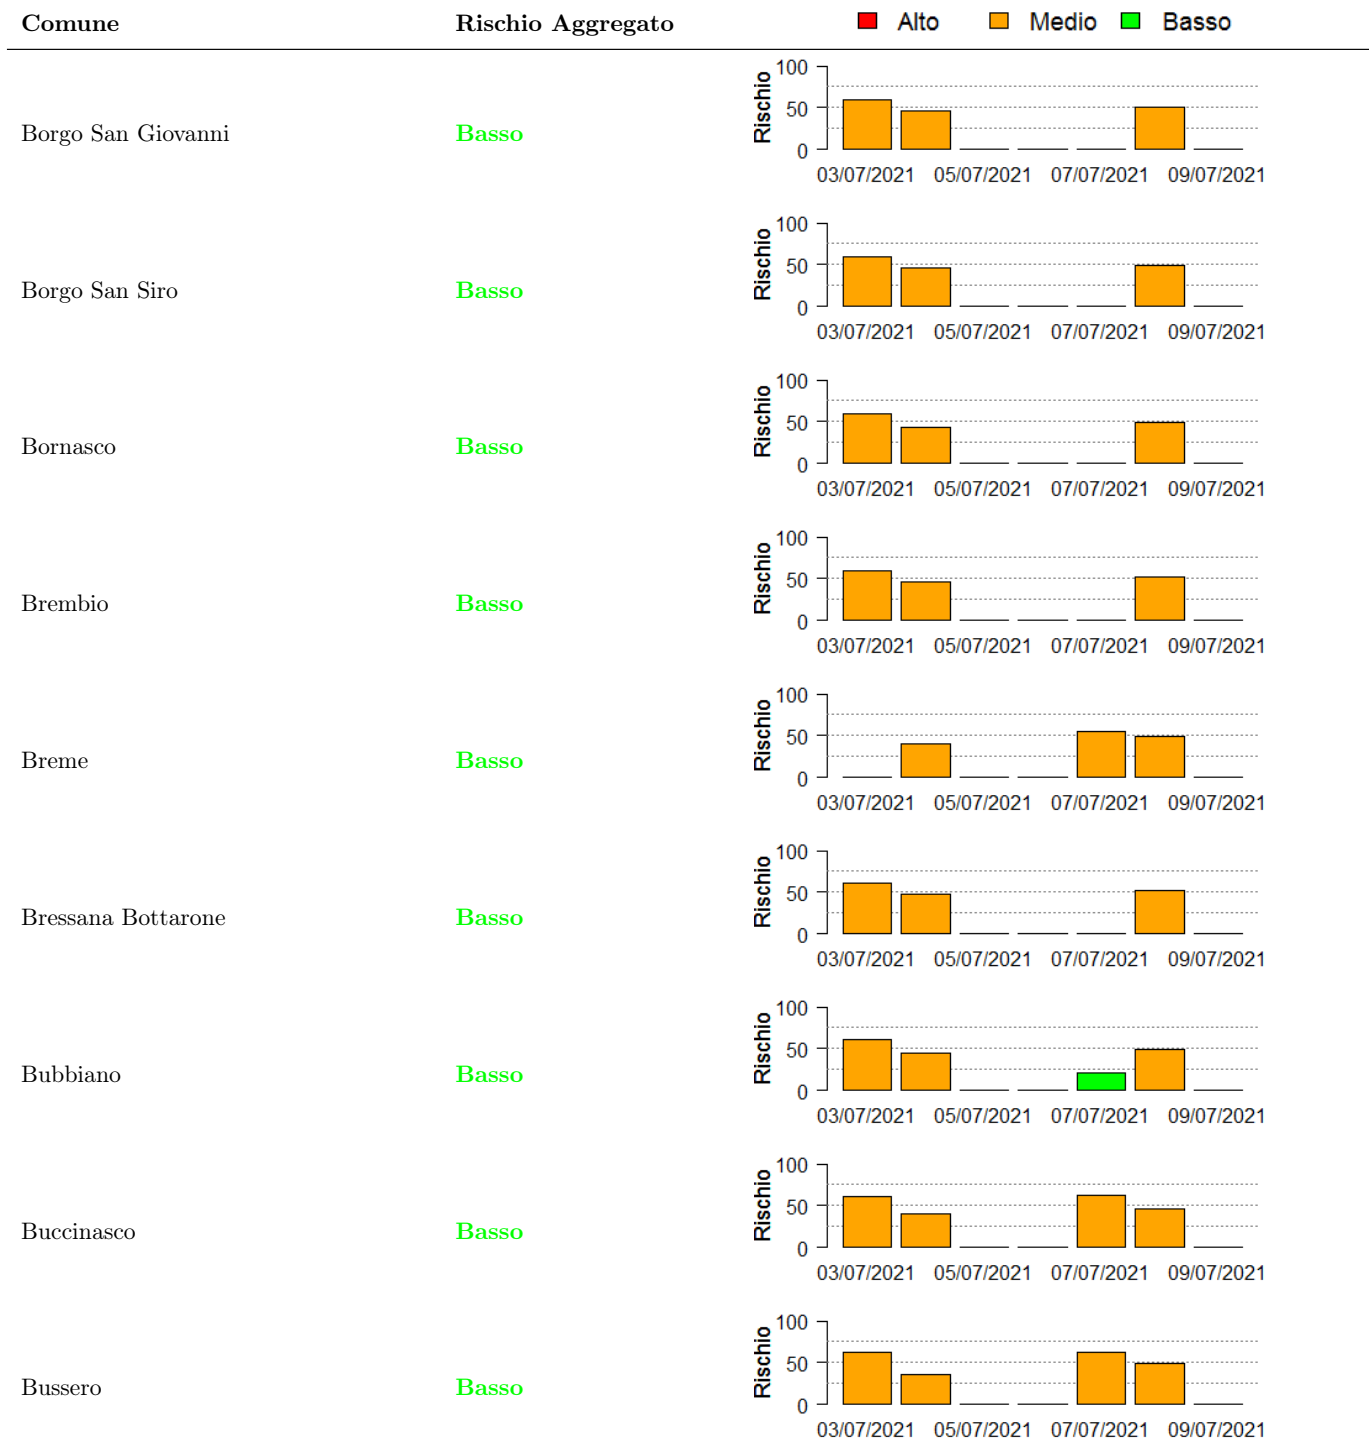 Comune Rischio Aggregato Alto Medio Basso
Borgo San Giovanni Basso Rischio 100 50 0
03/07/2021 05/07/2021 07/07/2021 09/07/2021
Borgo San Siro Basso Rischio 100 50 0
03/07/2021 05/07/2021 07/07/2021 09/07/2021
Bornasco Basso Rischio 100 50 0
03/07/2021 05/07/2021 07/07/2021 09/07/2021
Brembio Basso Rischio 100 50 0
03/07/2021 05/07/2021 07/07/2021 09/07/2021
Breme Basso Rischio 100 50 0
03/07/2021 05/07/2021 07/07/2021 09/07/2021
Bressana Bottarone Basso Rischio 100 50 0
03/07/2021 05/07/2021 07/07/2021 09/07/2021
Bubbiano Basso Rischio 100 50 0
03/07/2021 05/07/2021 07/07/2021 09/07/2021
Buccinasco Basso Rischio 100 50 0
03/07/2021 05/07/2021 07/07/2021 09/07/2021
Bussero Basso Rischio 100 50 0
03/07/2021 05/07/2021 07/07/2021 09/07/2021